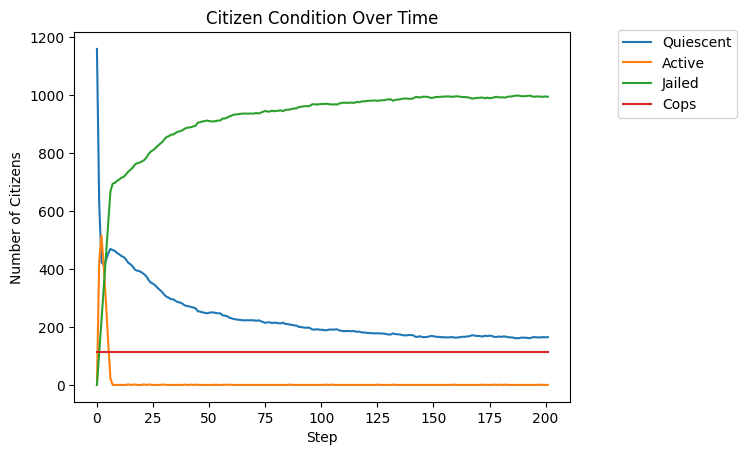 Citizen Condition Over Time
Quiescent
Active
Jailed
Cops
Number of Citizens
1200
1000
800
600
400
200
0
0 25 50 75 100 125 150 175 200
Step